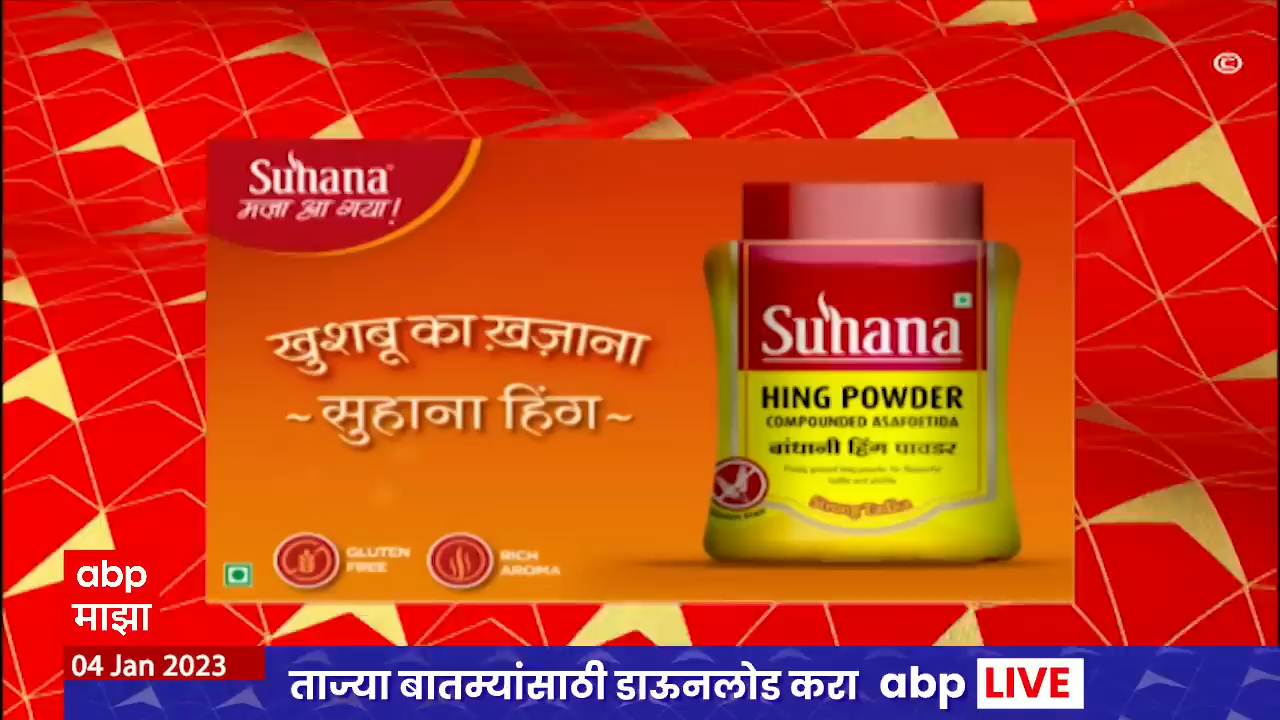 Suhana
मज़ा आ गया!
खुशबू का ख़ज़ाना
~सुहाना हिंग~
GLUTEN
FREE
RICH
AROMA
Suhana
HING POWDER
COMPOUNDED ASAFOETIDA
बांधानी हिंग पावडर
Strong Tadka
abp
माझा
04 Jan 2023
ताज्या बातम्यांसाठी डाऊनलोड करा abp LIVE